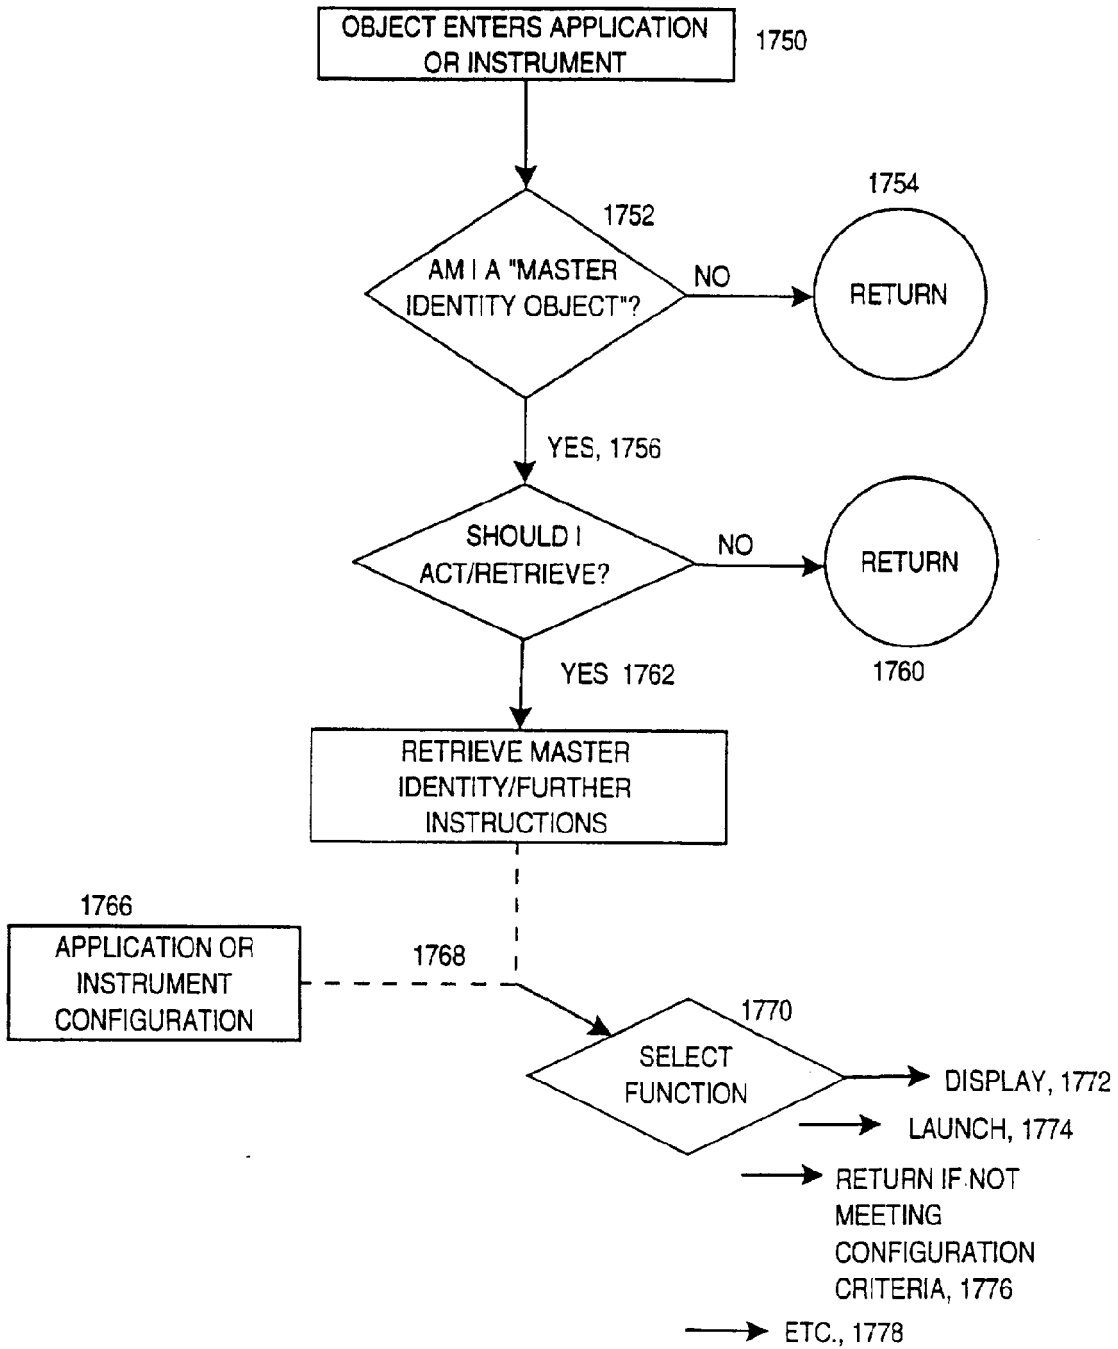 OBJECT ENTERS APPLICATION
OR INSTRUMENT
1750
1754
1752
AM I A "MASTER
IDENTITY OBJECT"?
NO
RETURN
YES, 1756
SHOULD I
ACT/RETRIEVE?
NO
RETURN
1760
YES 1762
RETRIEVE MASTER
IDENTITY/FURTHER
INSTRUCTIONS
1766
APPLICATION OR
INSTRUMENT
CONFIGURATION
1768
1770
SELECT
FUNCTION
DISPLAY, 1772
LAUNCH, 1774
RETURN IF NOT
MEETING
CONFIGURATION
CRITERIA, 1776
ETC., 1778